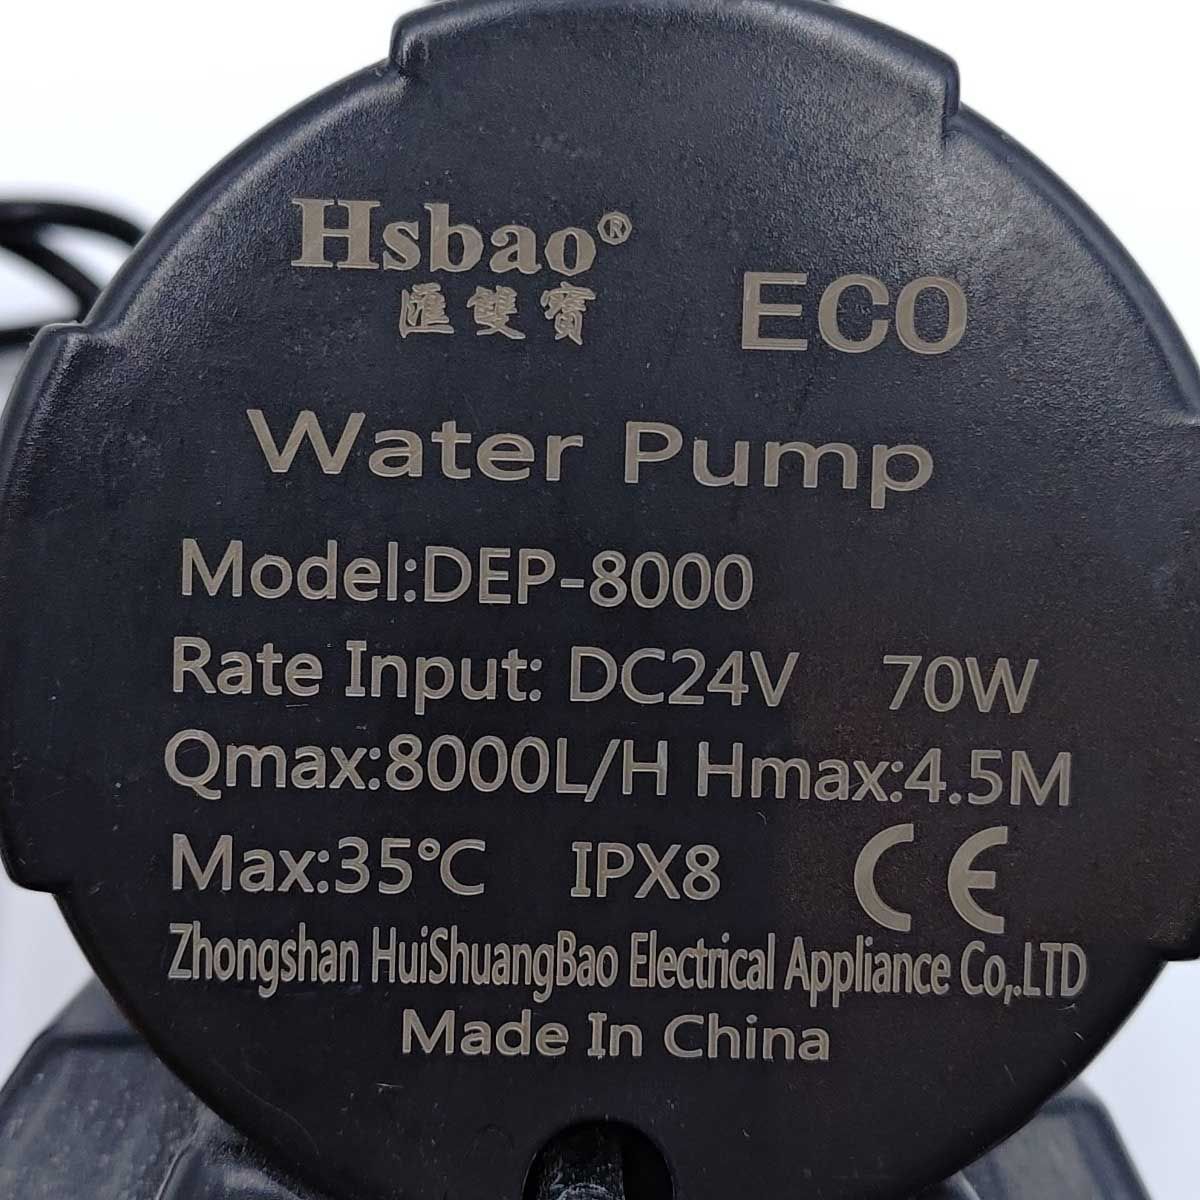 Hsbao®
匯雙寶
ECO
Water Pump
Model:DEP-8000
Rate Input: DC24V 70W
Qmax:8000L/H Hmax:4.5M
Max:35℃ IPX8 CE
Zhongshan HuiShuangBao Electrical Appliance Co,.LTD
Made In China